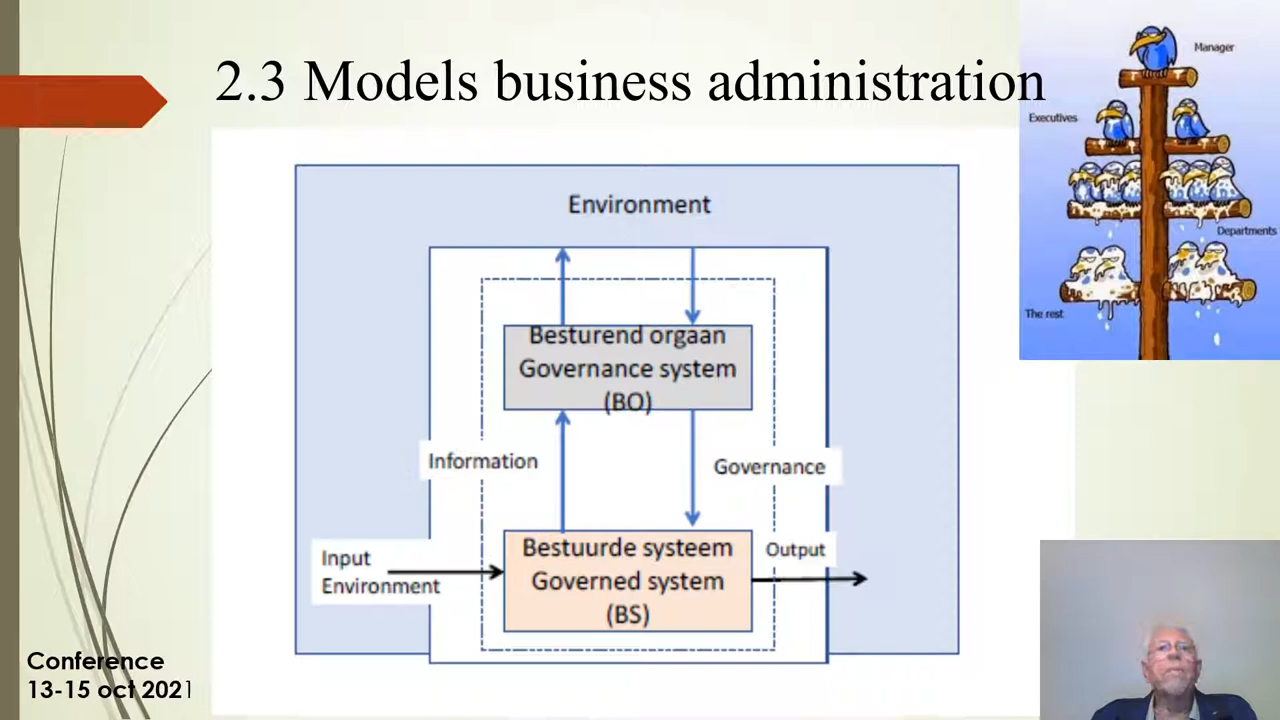 2.3 Models business administration
Manager
Executives
Departments
The rest
Environment
Besturend orgaan
Governance system
(BO)
Information
Governance
Bestuurde systeem
Governed system
(BS)
Input
Environment
Output
Conference
13-15 oct 2021